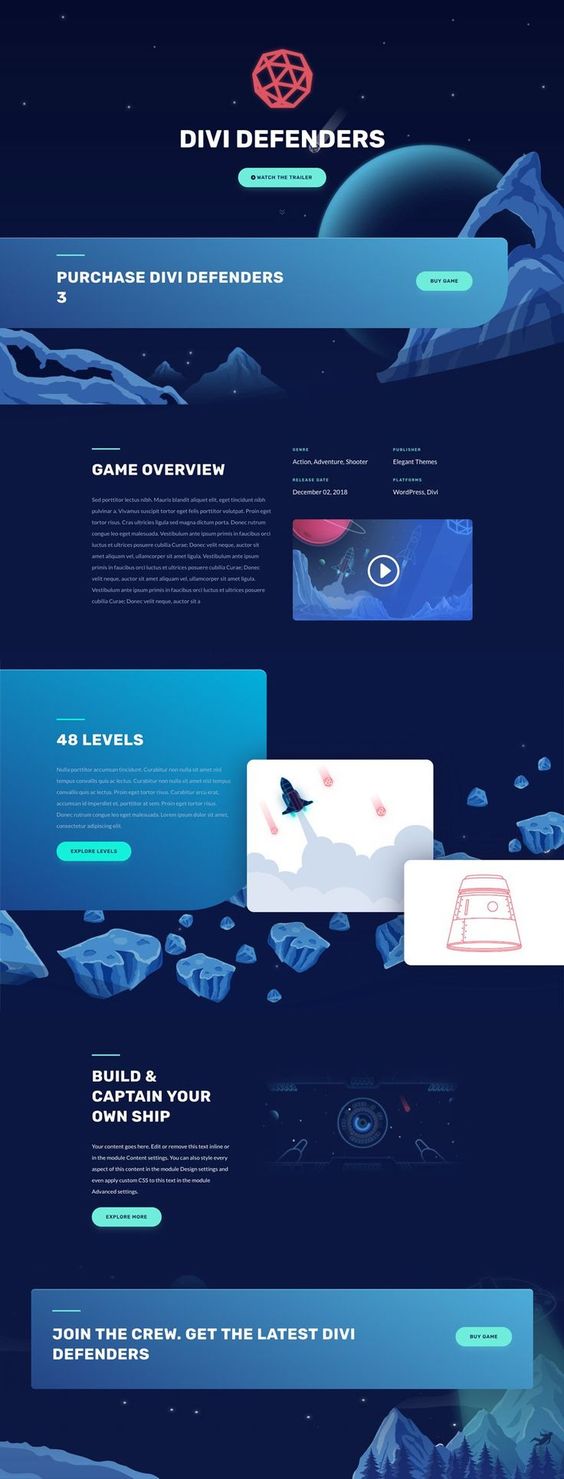 DIVI DEFENDERS
WATCH THE TRAILER
PURCHASE DIVI DEFENDERS
3
BUY GAME
GAME OVERVIEW
Sed porttitor lectus nibh. Mauris blandit aliquet elit, eget tincidunt nibh
pulvinar a. Vivamus suscipit tortor eget felis porttitor volutpat. Proin eget
tortor risus. Cras ultricies ligula sed magna dictum porta. Donec rutrum
congue leo eget malesuada. Vestibulum ante ipsum primis in faucibus orci
luctus et ultrices posuere cubilia Curae; Donec velit neque, auctor sit
amet aliquam vel, ullamcorper sit amet ligula. Vestibulum ante ipsum
primis in faucibus orci luctus et ultrices posuere cubilia Curae; Donec
velit neque, auctor sit amet aliquam vel, ullamcorper sit amet ligula.
Vestibulum ante ipsum primis in faucibus orci luctus et ultrices posuere
cubilia Curae; Donec velit neque, auctor sit a
GENRE
Action, Adventure, Shooter
PUBLISHER
Elegant Themes
RELEASE DATE
December 02, 2018
PLATFORMS
WordPress, Divi
48 LEVELS
Nulla porttitor accumsan tincidunt. Curabitur non nulla sit amet nisl
tempus convallis quis ac lectus. Curabitur non nulla sit amet nisl tempus
convallis quis ac lectus. Proin eget tortor risus. Curabitur arcu erat,
accumsan id imperdiet et, porttitor at sem. Proin eget tortor risus.
Donec rutrum congue leo eget malesuada. Lorem ipsum dolor sit amet,
consectetur adipiscing elit.
EXPLORE LEVELS
BUILD &
CAPTAIN YOUR
OWN SHIP
Your content goes here. Edit or remove this text inline or
in the module Content settings. You can also style every
aspect of this content in the module Design settings and
even apply custom CSS to this text in the module
Advanced settings.
EXPLORE MORE
JOIN THE CREW. GET THE LATEST DIVI
DEFENDERS
BUY GAME